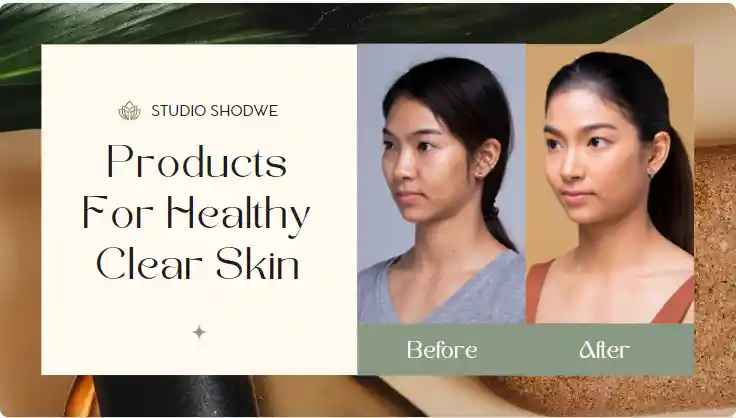 STUDIO SHODWE
Products
For Healthy
Clear Skin
Before
After